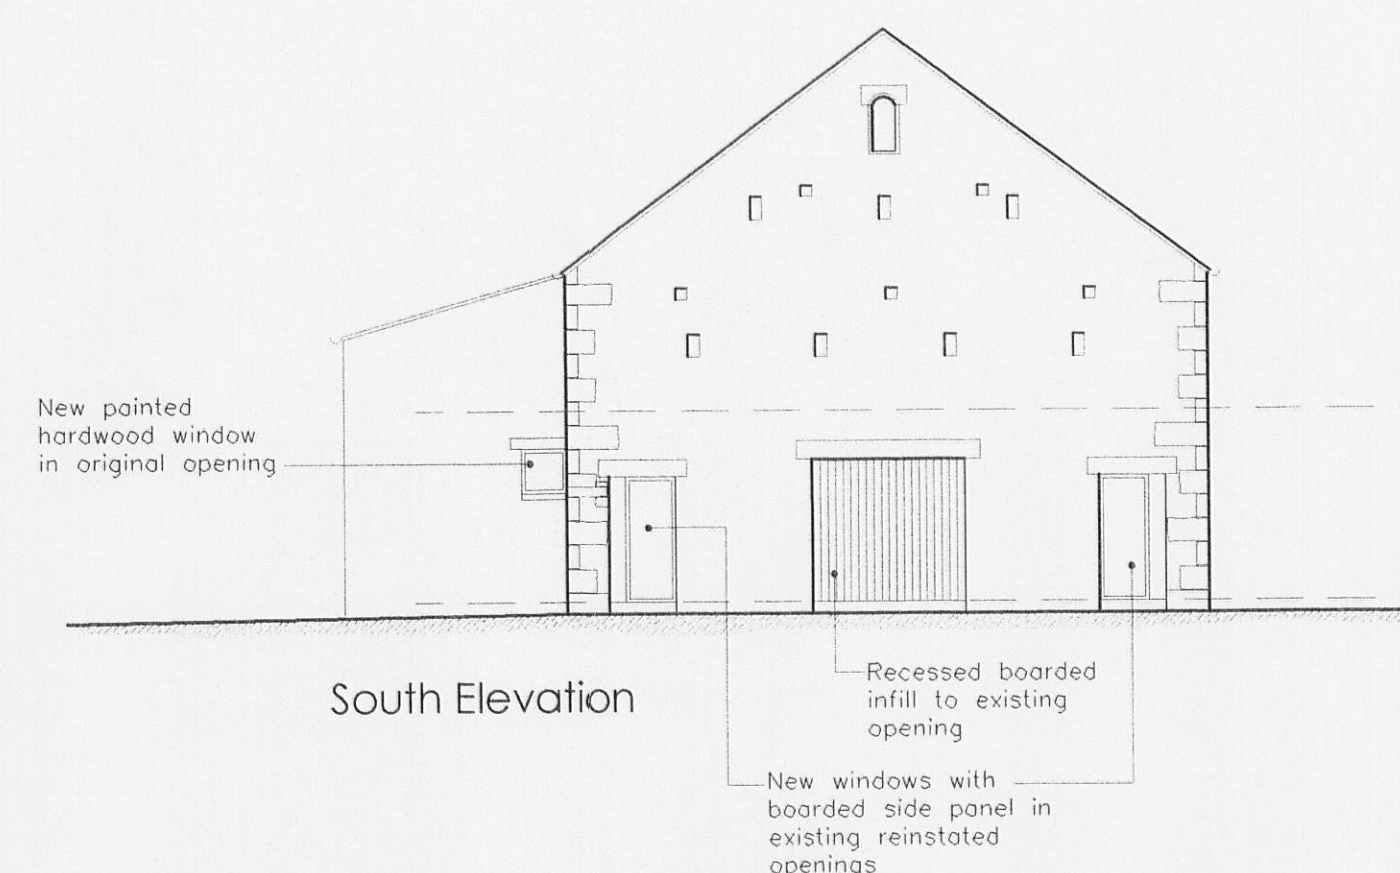 New painted
hardwood window
in original opening
South Elevation
Recessed boarded
infill to existing
opening
New windows with
boarded side panel in
existing reinstated
openings